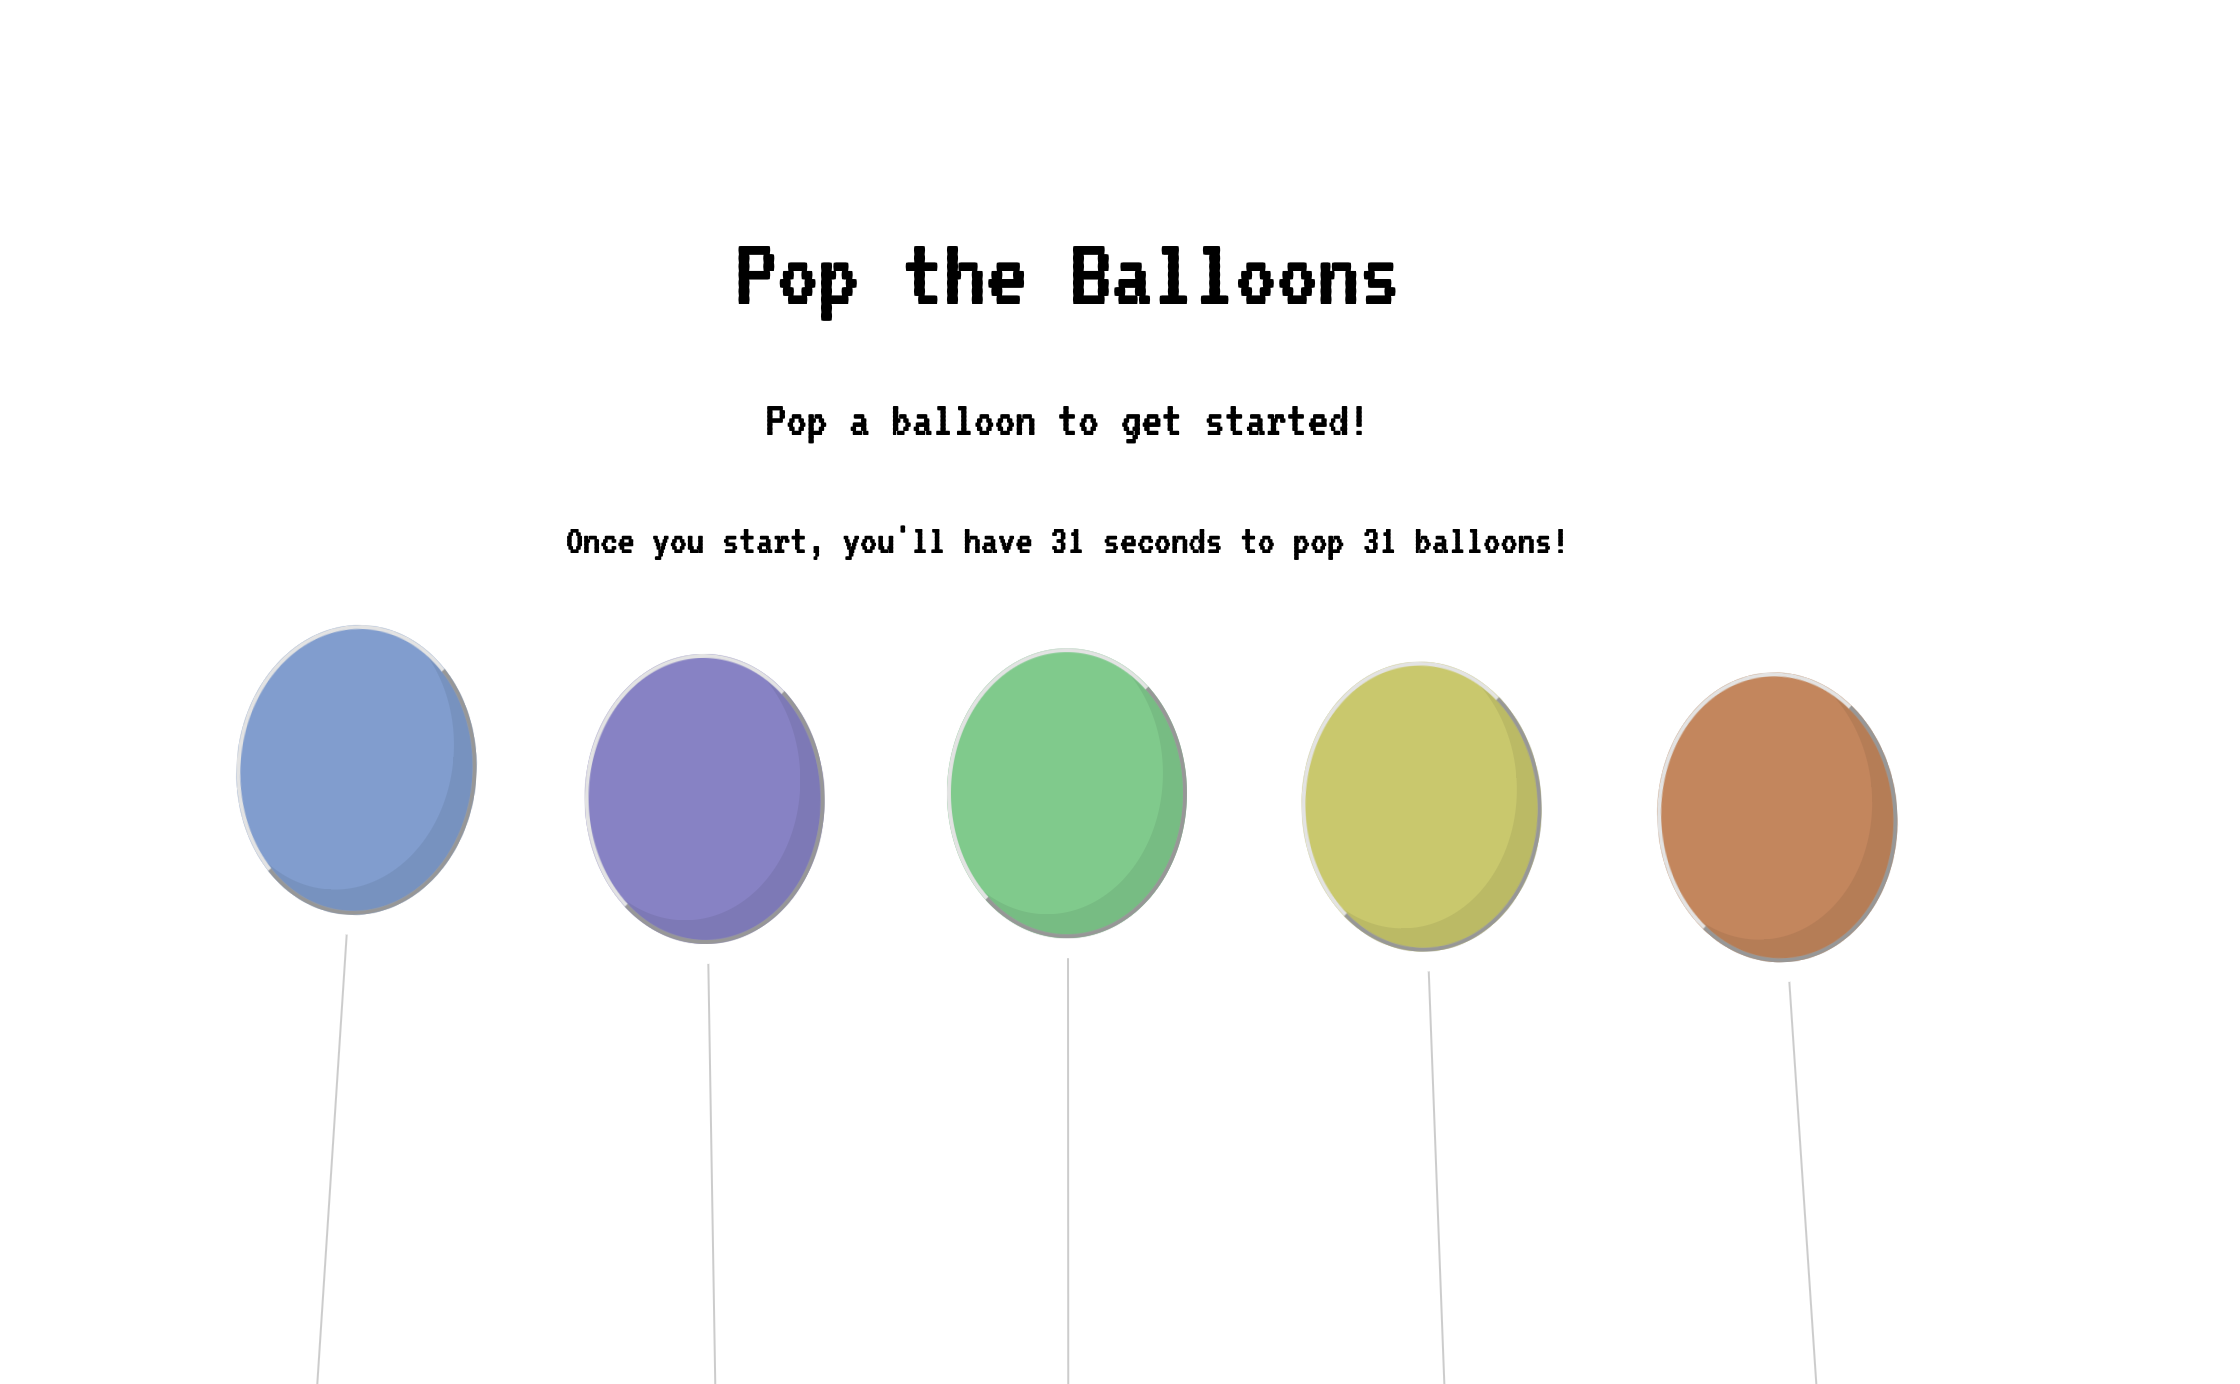 Pop the Balloons
Pop a balloon to get started!
Once you start, you'll have 31 seconds to pop 31 balloons!